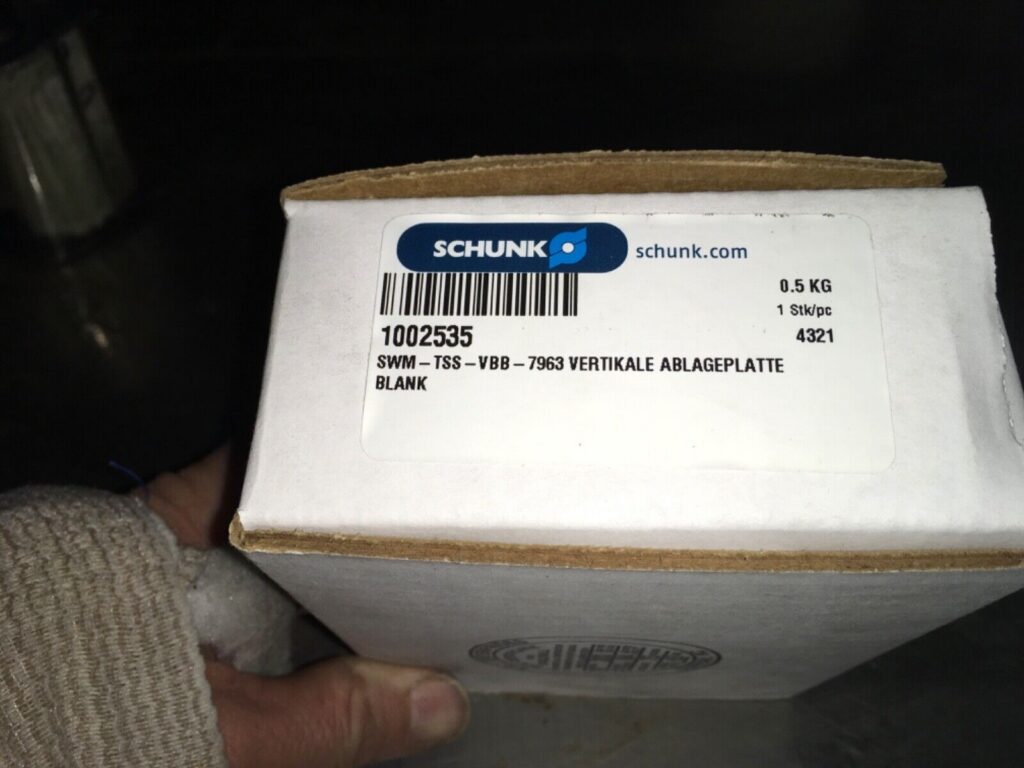 SCHUNK schunk.com
0.5 KG
1 Stk/pc
1002535 4321
SWM-TSS-VBB-7963 VERTIKALE ABLAGEPLATTE
BLANK